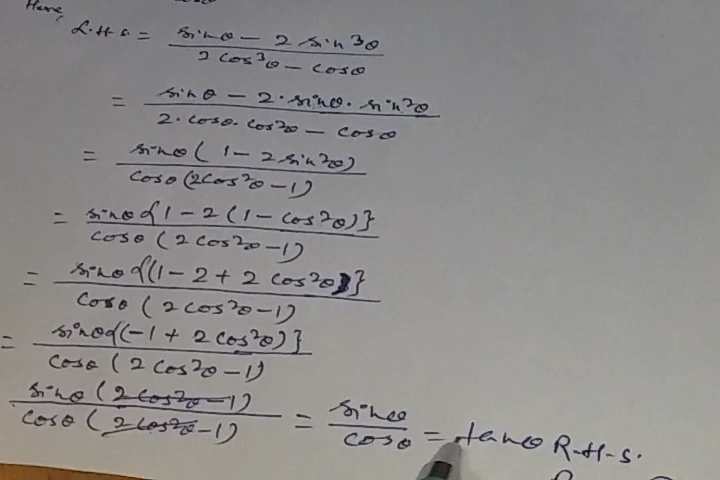 Here,
L.H.S. = (sinθ − 2 sin³θ) / (2 cos³θ − cosθ)
= (sinθ − 2·sinθ·sin²θ) / (2·cosθ·cos²θ − cosθ)
= sinθ(1 − 2 sin²θ) / cosθ(2cos²θ − 1)
= sinθ{1 − 2(1 − cos²θ)} / cosθ(2cos²θ − 1)
= sinθ{(1 − 2 + 2 cos²θ)} / cosθ(2cos²θ − 1)
= sinθ{(−1 + 2cos²θ)} / cosθ(2cos²θ − 1)
sinθ(2cos²θ − 1) / cosθ(2cos²θ − 1) = sinθ / cosθ = tanθ R.H.S.